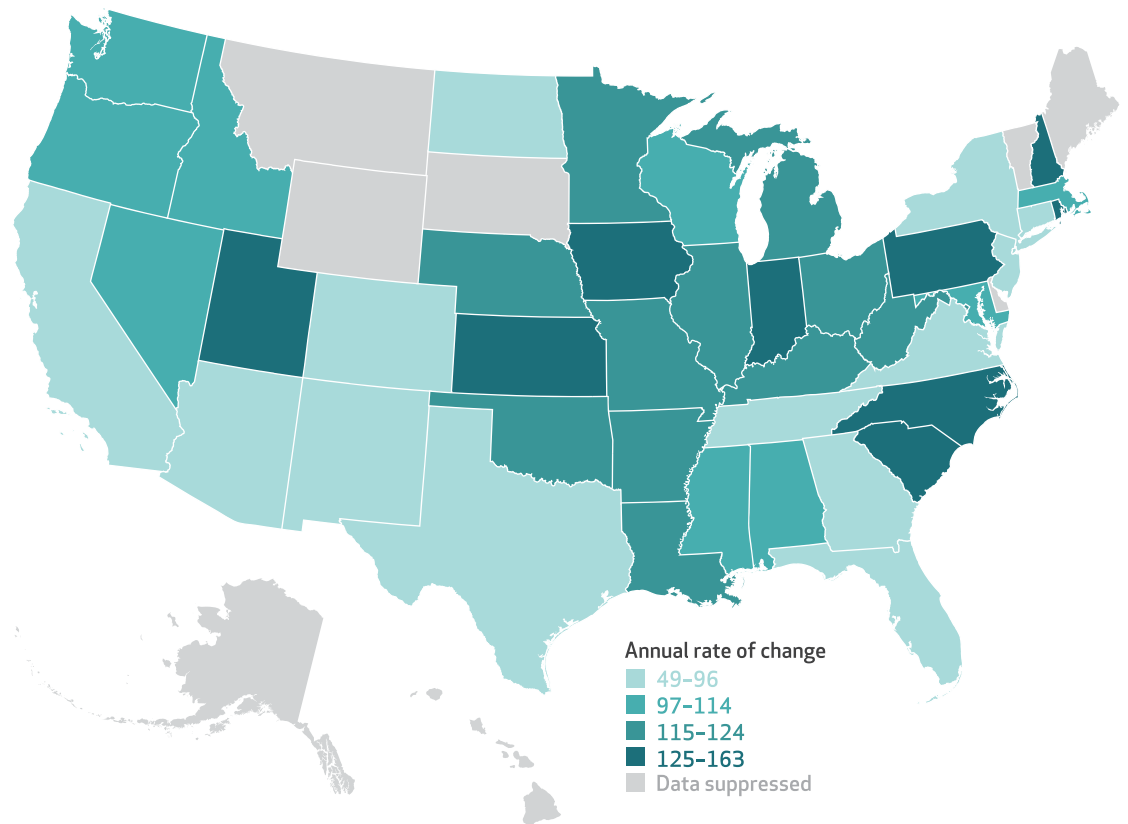 Annual rate of change
49–96
97–114
115–124
125–163
Data suppressed